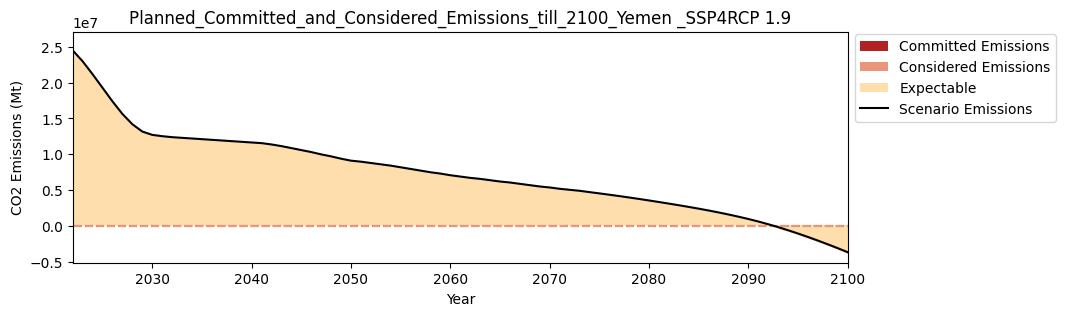 Planned_Committed_and_Considered_Emissions_till_2100_Yemen _SSP4RCP 1.9
1e7
2.5
2.0
1.5
1.0
0.5
0.0
−0.5
CO2 Emissions (Mt)
2030 2040 2050 2060 2070 2080 2090 2100
Year
Committed Emissions
Considered Emissions
Expectable
Scenario Emissions